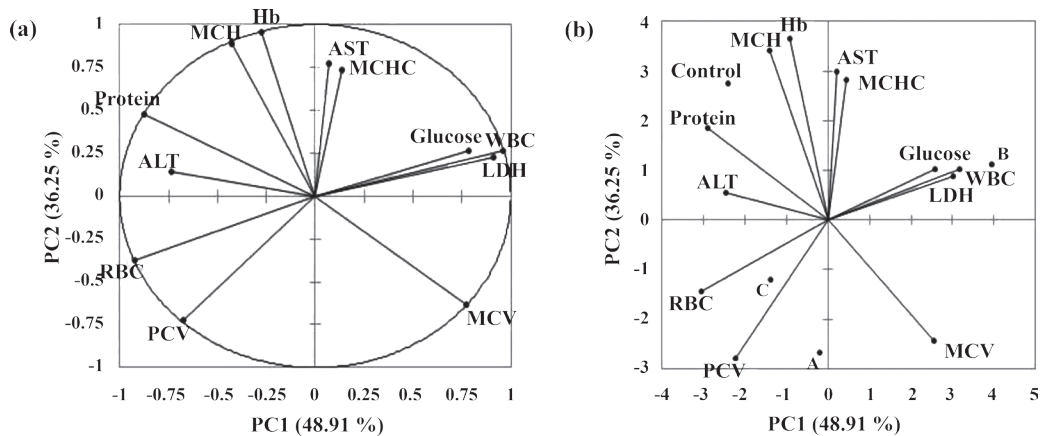 (a)
1
0.75
0.5
0.25
0
-0.25
-0.5
-0.75
-1
PC2 (36.25 %)
Hb
MCH
AST
MCHC
Protein
Glucose
WBC
LDH
ALT
RBC
PCV
MCV
-1 -0.75 -0.5 -0.25 0 0.25 0.5 0.75 1
PC1 (48.91 %)
(b)
4
3
2
1
0
-1
-2
-3
PC2 (36.25 %)
Hb
MCH
AST
Control
MCHC
Protein
Glucose
B
WBC
ALT
LDH
RBC
C
PCV
A
MCV
-4 -2 -1 0 1 2 3 4 5
PC1 (48.91 %)